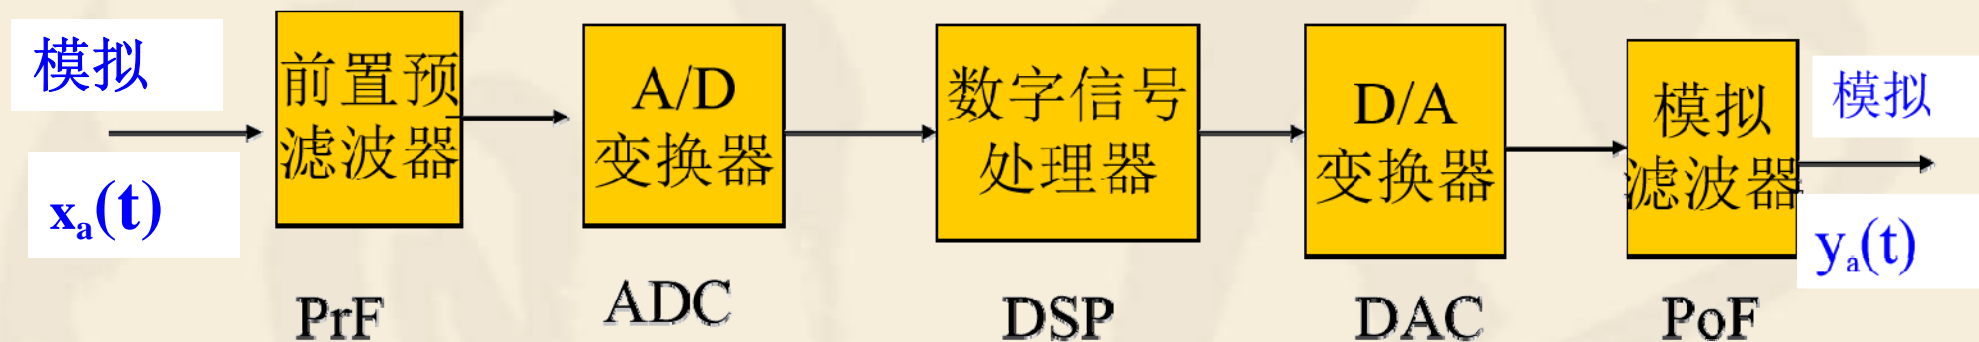 模拟
xₐ(t)
前置预
滤波器
PrF
A/D
变换器
ADC
数字信号
处理器
DSP
D/A
变换器
DAC
模拟
滤波器
PoF
模拟
yₐ(t)